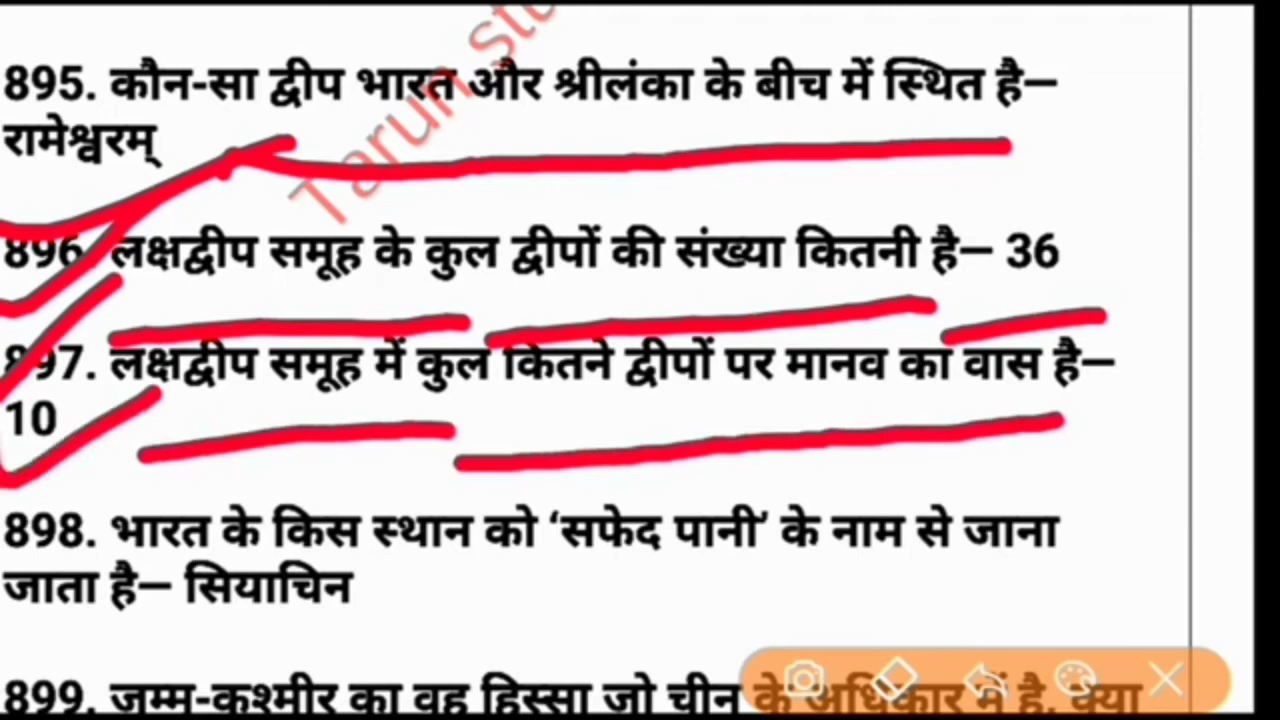 895. कौन-सा द्वीप भारत और श्रीलंका के बीच में स्थित है–
रामेश्वरम्
896. लक्षद्वीप समूह के कुल द्वीपों की संख्या कितनी है– 36
897. लक्षद्वीप समूह में कुल कितने द्वीपों पर मानव का वास है–
10
898. भारत के किस स्थान को ‘सफेद पानी’ के नाम से जाना
जाता है– सियाचिन
899. जम्म-कश्मीर का वह हिस्सा जो चीन के अधिकार में है, क्या
Tarun